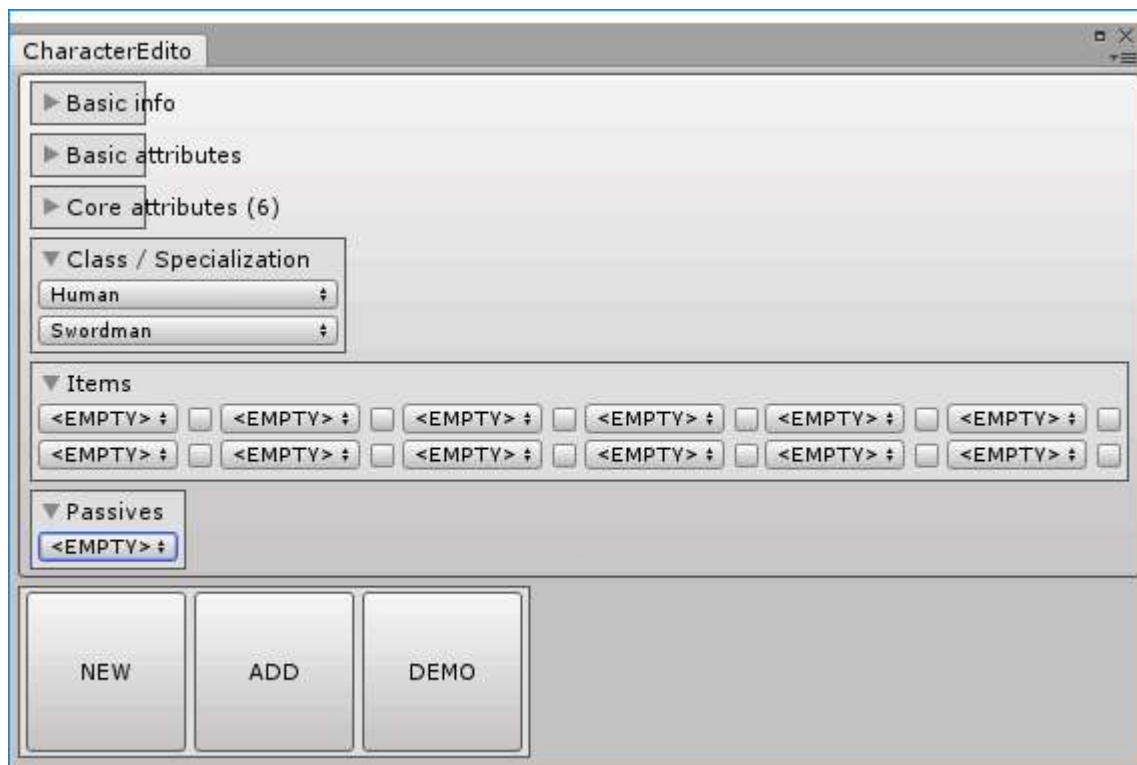 CharacterEdito
Basic info
Basic attributes
Core attributes (6)
Class / Specialization
Human
Swordman
Items
<EMPTY> <EMPTY> <EMPTY> <EMPTY> <EMPTY> <EMPTY>
<EMPTY> <EMPTY> <EMPTY> <EMPTY> <EMPTY> <EMPTY>
Passives
<EMPTY>
NEW ADD DEMO